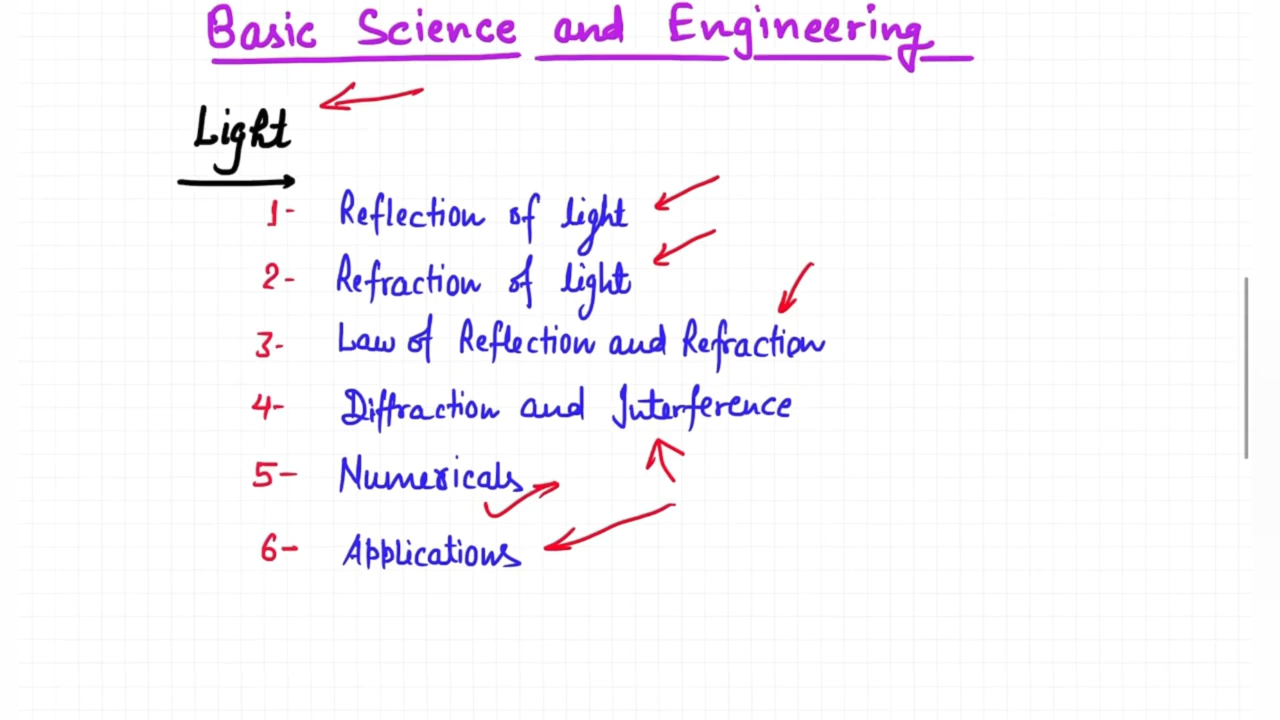 Basic Science and Engineering
Light
1- Reflection of light
2- Refraction of light
3- Law of Reflection and Refraction
4- Diffraction and Interference
5- Numericals
6- Applications